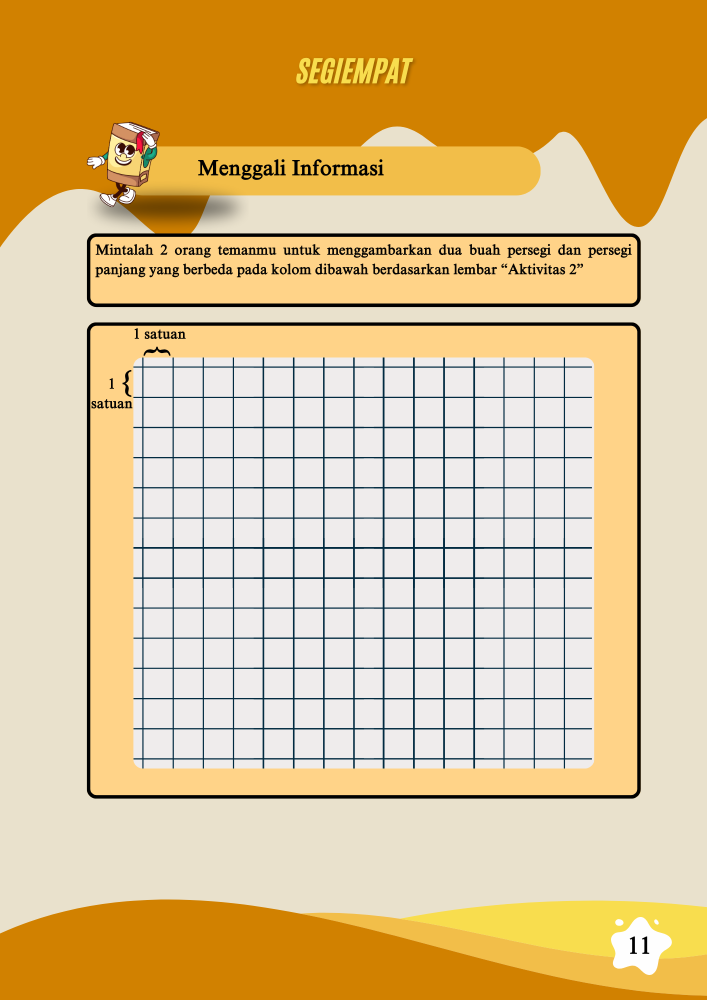 SEGIEMPAT
Menggali Informasi
Mintalah 2 orang temanmu untuk menggambarkan dua buah persegi dan persegi
panjang yang berbeda pada kolom dibawah berdasarkan lembar “Aktivitas 2”
1 satuan
1
satuan
11